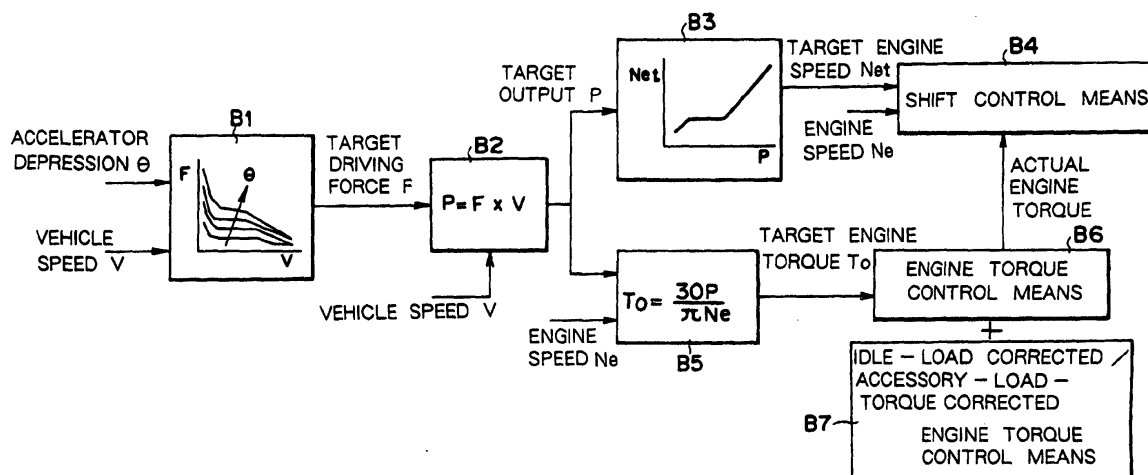 B1
ACCELERATOR
DEPRESSION θ
VEHICLE
SPEED V
F
θ
V
TARGET
DRIVING
FORCE F
B2
P = F x V
VEHICLE SPEED V
TARGET
OUTPUT P
B3
Net
P
TARGET ENGINE
SPEED Net
B4
SHIFT CONTROL MEANS
ENGINE
SPEED Ne
ACTUAL
ENGINE
TORQUE
To = 30P / πNe
ENGINE
SPEED Ne
B5
TARGET ENGINE
TORQUE To
B6
ENGINE TORQUE
CONTROL MEANS
+
IDLE - LOAD CORRECTED /
ACCESSORY - LOAD -
TORQUE CORRECTED
B7
ENGINE TORQUE
CONTROL MEANS